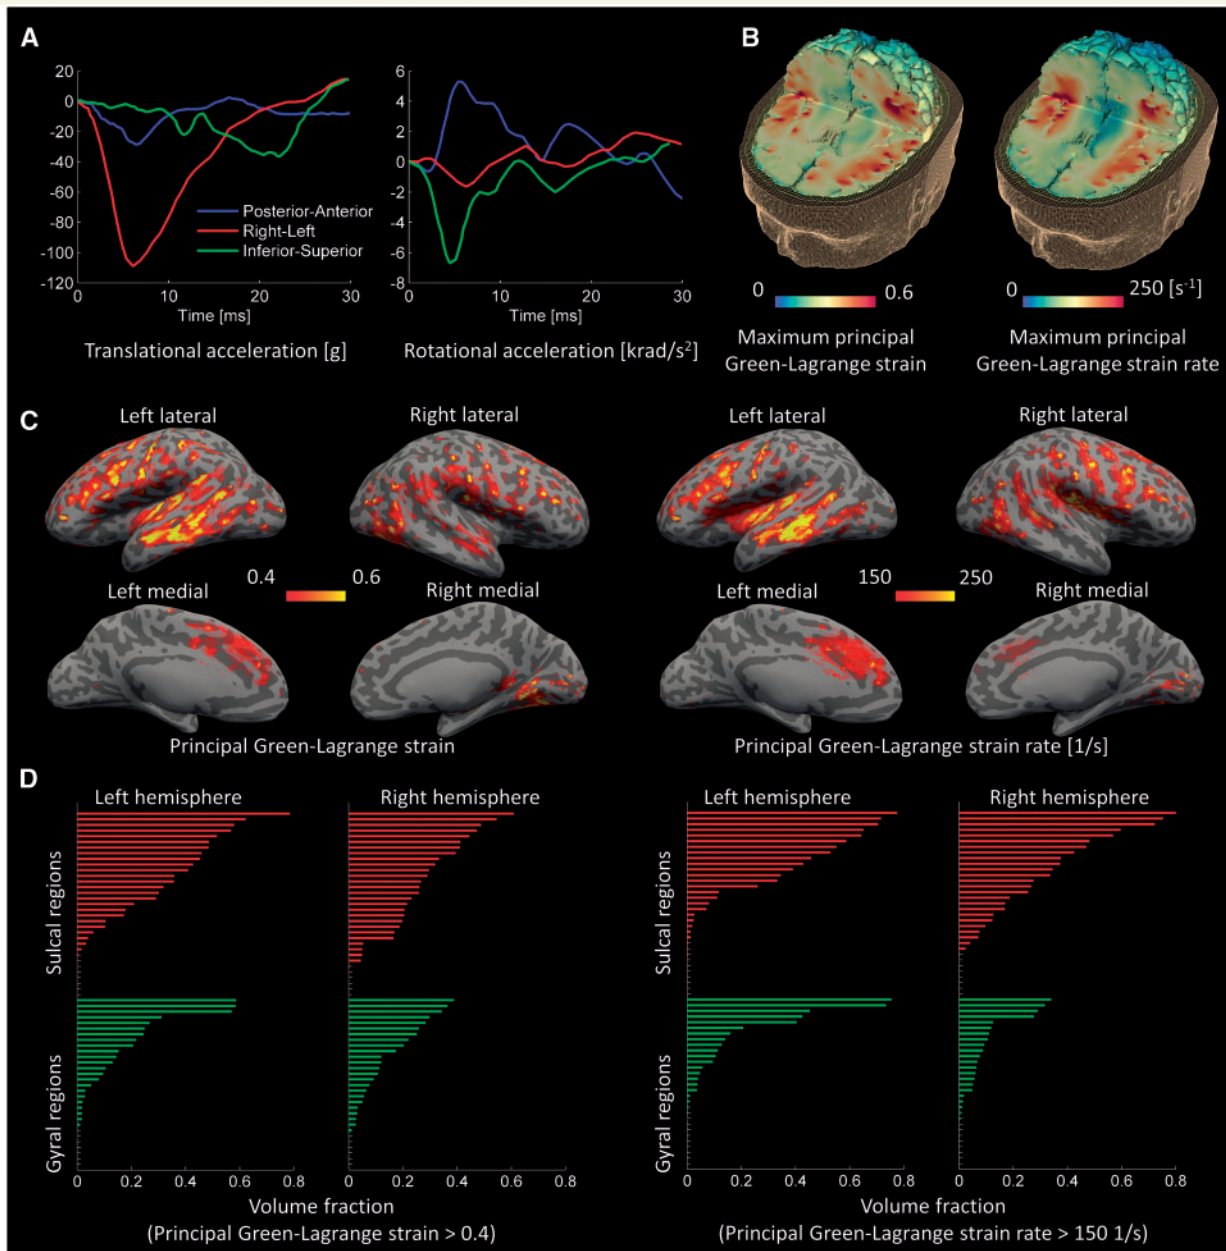 A
B
20
0
-20
-40
-60
-80
-100
-120
0
10
20
30
Time [ms]
Posterior-Anterior
Right-Left
Inferior-Superior
Translational acceleration [g]
6
4
2
0
-2
-4
-6
-8
0
10
20
30
Time [ms]
Rotational acceleration [krad/s²]
0
0.6
Maximum principal
Green-Lagrange strain
0
250 [s⁻¹]
Maximum principal
Green-Lagrange strain rate
C
Left lateral
Right lateral
0.4
0.6
Left medial
Right medial
Principal Green-Lagrange strain
Left lateral
Right lateral
150
250
Left medial
Right medial
Principal Green-Lagrange strain rate [1/s]
D
Left hemisphere
Right hemisphere
Sulcal regions
Gyral regions
0 0.2 0.4 0.6 0.8
0 0.2 0.4 0.6 0.8
Volume fraction
(Principal Green-Lagrange strain > 0.4)
Left hemisphere
Right hemisphere
Sulcal regions
Gyral regions
0 0.2 0.4 0.6 0.8
0 0.2 0.4 0.6 0.8
Volume fraction
(Principal Green-Lagrange strain rate > 150 1/s)